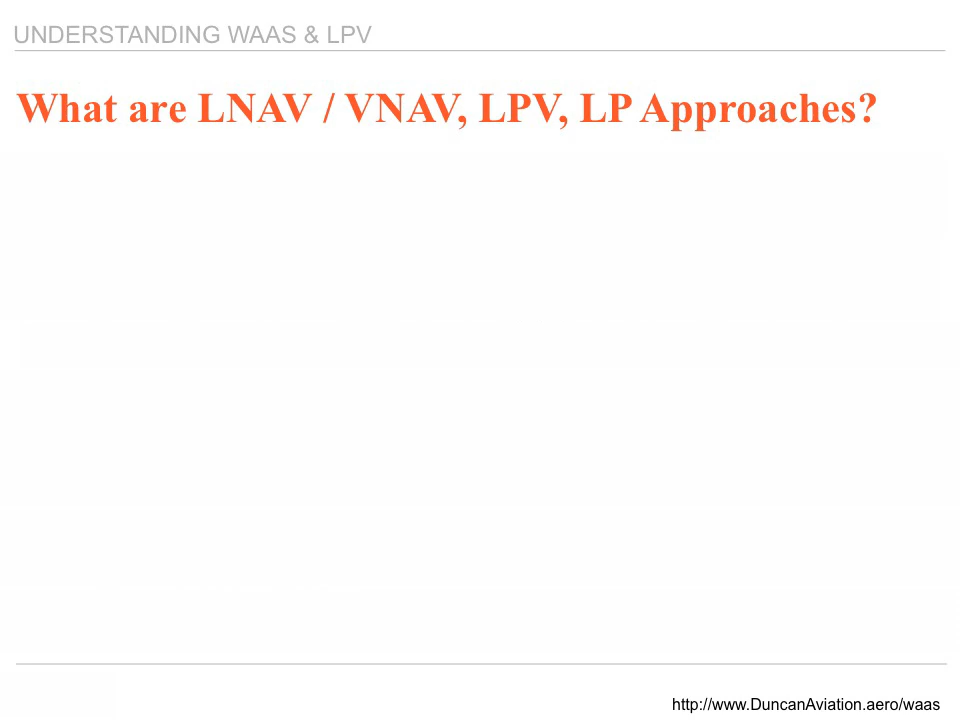 UNDERSTANDING WAAS & LPV
What are LNAV / VNAV, LPV, LP Approaches?
http://www.DuncanAviation.aero/waas